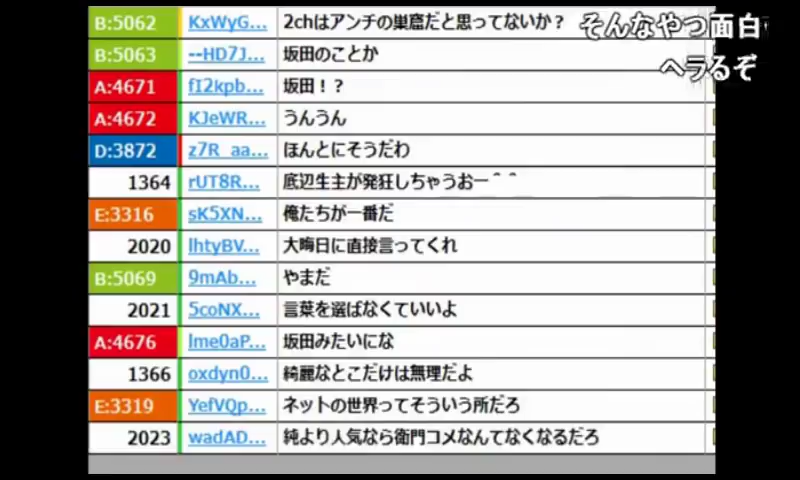 B:5062 KxWyG... 2chはアンチの巣窟だと思ってないか？ そんなやつ面白
B:5063 --HD7J... 坂田のことか ヘラるぞ
A:4671 fI2kpb... 坂田！？
A:4672 KJeWR... うんうん
D:3872 z7R_aa... ほんとにそうだわ
1364 rUT8R... 底辺生主が発狂しちゃうおー＾＾
E:3316 sK5XN... 俺たちが一番だ
2020 lhtyBV... 大晦日に直接言ってくれ
B:5069 9mAb... やまだ
2021 5coNX... 言葉を選ばなくていいよ
A:4676 lme0aP... 坂田みたいにな
1366 oxdyn0... 綺麗なとこだけは無理だよ
E:3319 YefVQp... ネットの世界ってそういう所だろ
2023 wadAD... 純より人気なら衛門コメなんてなくなるだろ